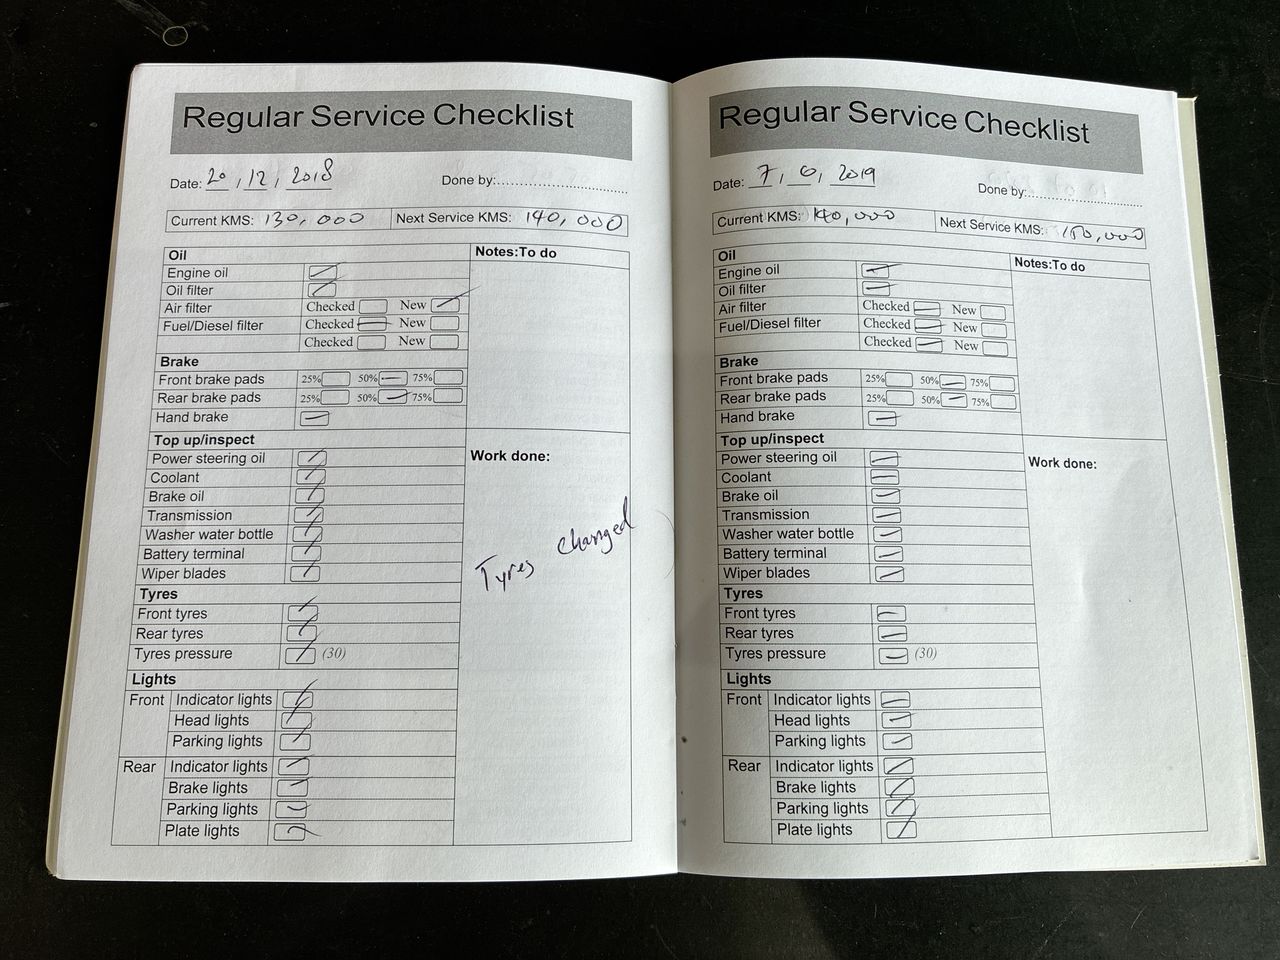 Regular Service Checklist
Date: 20, 12, 2018 Done by:
Current KMS: 130,000 Next Service KMS: 140,000
Oil Notes:To do
Engine oil
Oil filter
Air filter Checked New
Fuel/Diesel filter Checked New
Checked New
Brake
Front brake pads 25% 50% 75%
Rear brake pads 25% 50% 75%
Hand brake
Top up/inspect
Power steering oil Work done:
Coolant
Brake oil
Transmission
Washer water bottle
Battery terminal Tyres changed
Wiper blades
Tyres
Front tyres
Rear tyres
Tyres pressure (30)
Lights
Front Indicator lights
Head lights
Parking lights
Rear Indicator lights
Brake lights
Parking lights
Plate lights
Regular Service Checklist
Date: 7, 6, 2019 Done by:
Current KMS: 140,000 Next Service KMS: 150,000
Oil Notes:To do
Engine oil
Oil filter
Air filter Checked New
Fuel/Diesel filter Checked New
Checked New
Brake
Front brake pads 25% 50% 75%
Rear brake pads 25% 50% 75%
Hand brake
Top up/inspect
Power steering oil Work done:
Coolant
Brake oil
Transmission
Washer water bottle
Battery terminal
Wiper blades
Tyres
Front tyres
Rear tyres
Tyres pressure (30)
Lights
Front Indicator lights
Head lights
Parking lights
Rear Indicator lights
Brake lights
Parking lights
Plate lights